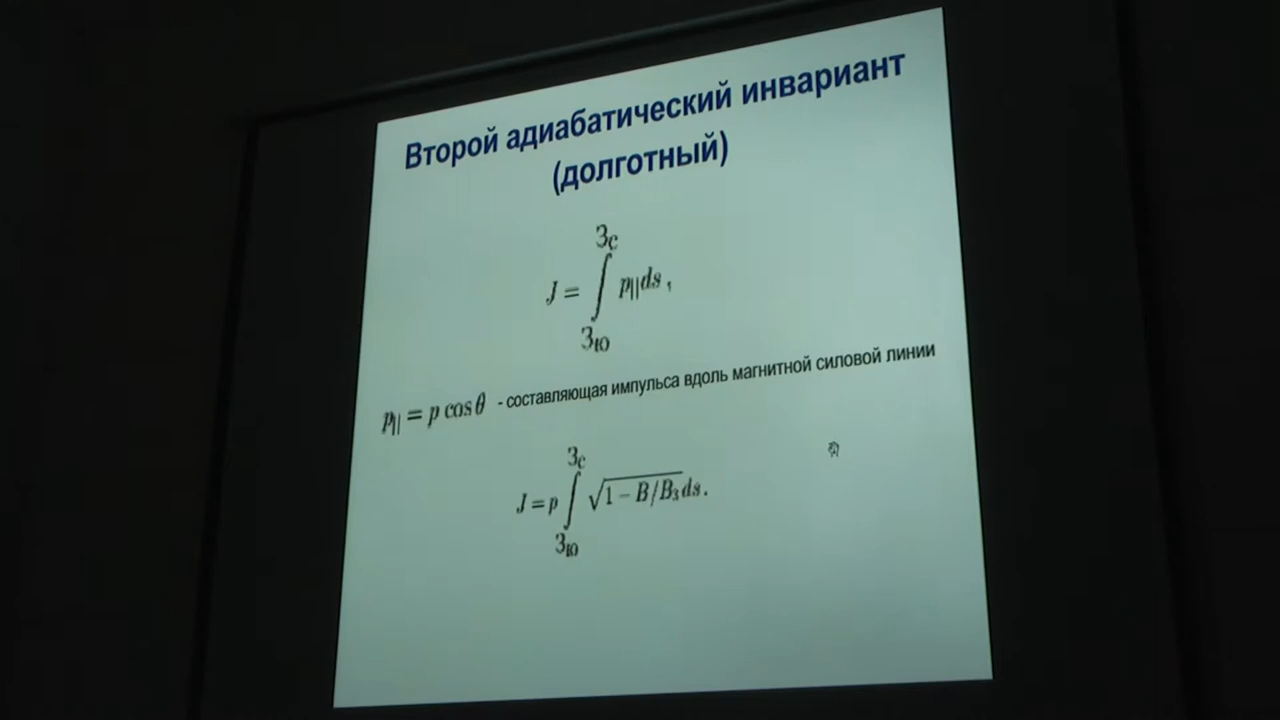 Второй адиабатический инвариант
(долготный)
Зс
J = ∫ p||ds ,
Зю
p|| = p cos θ - составляющая импульса вдоль магнитной силовой линии
Зс
J = p ∫ √1 – B/Bз ds.
Зю